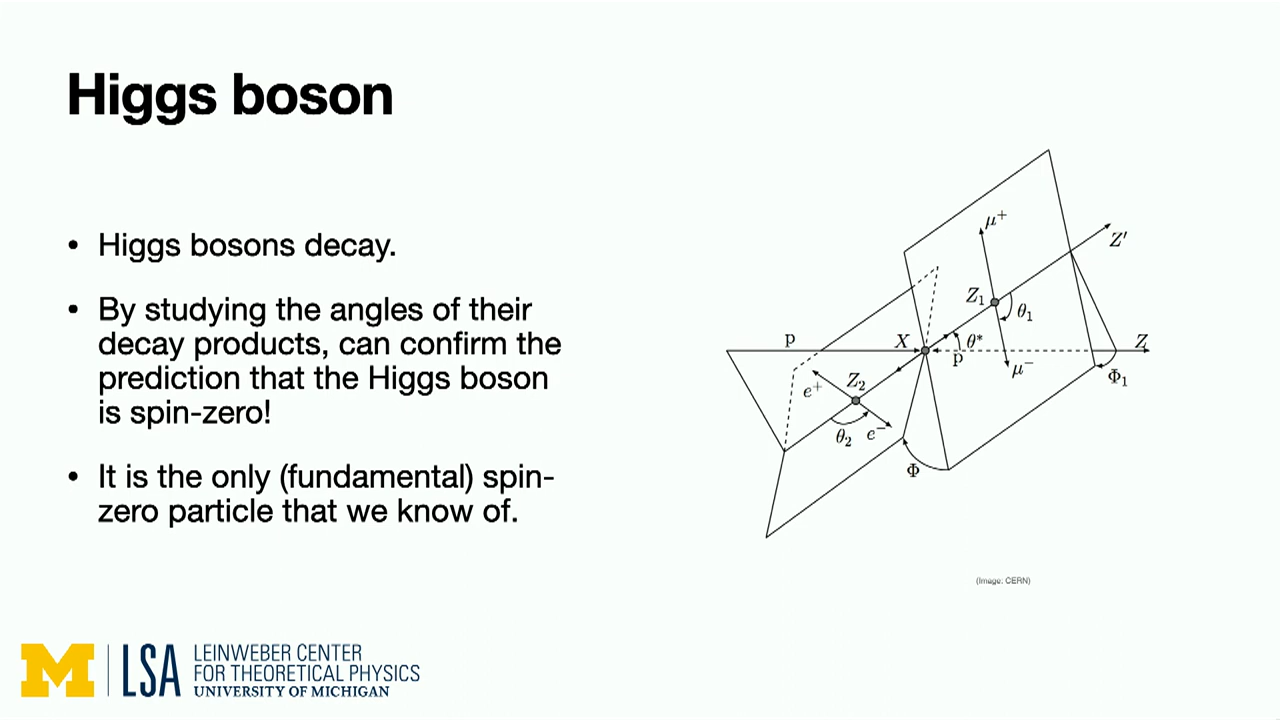 Higgs boson
• Higgs bosons decay.
• By studying the angles of their
decay products, can confirm the
prediction that the Higgs boson
is spin-zero!
• It is the only (fundamental) spin-
zero particle that we know of.
μ⁺
Z′
Z₁
θ₁
p
X
θ*
p
Z
μ⁻
Φ₁
e⁺
Z₂
θ₂
e⁻
Φ
(Image: CERN)
M
LSA
LEINWEBER CENTER
FOR THEORETICAL PHYSICS
UNIVERSITY OF MICHIGAN